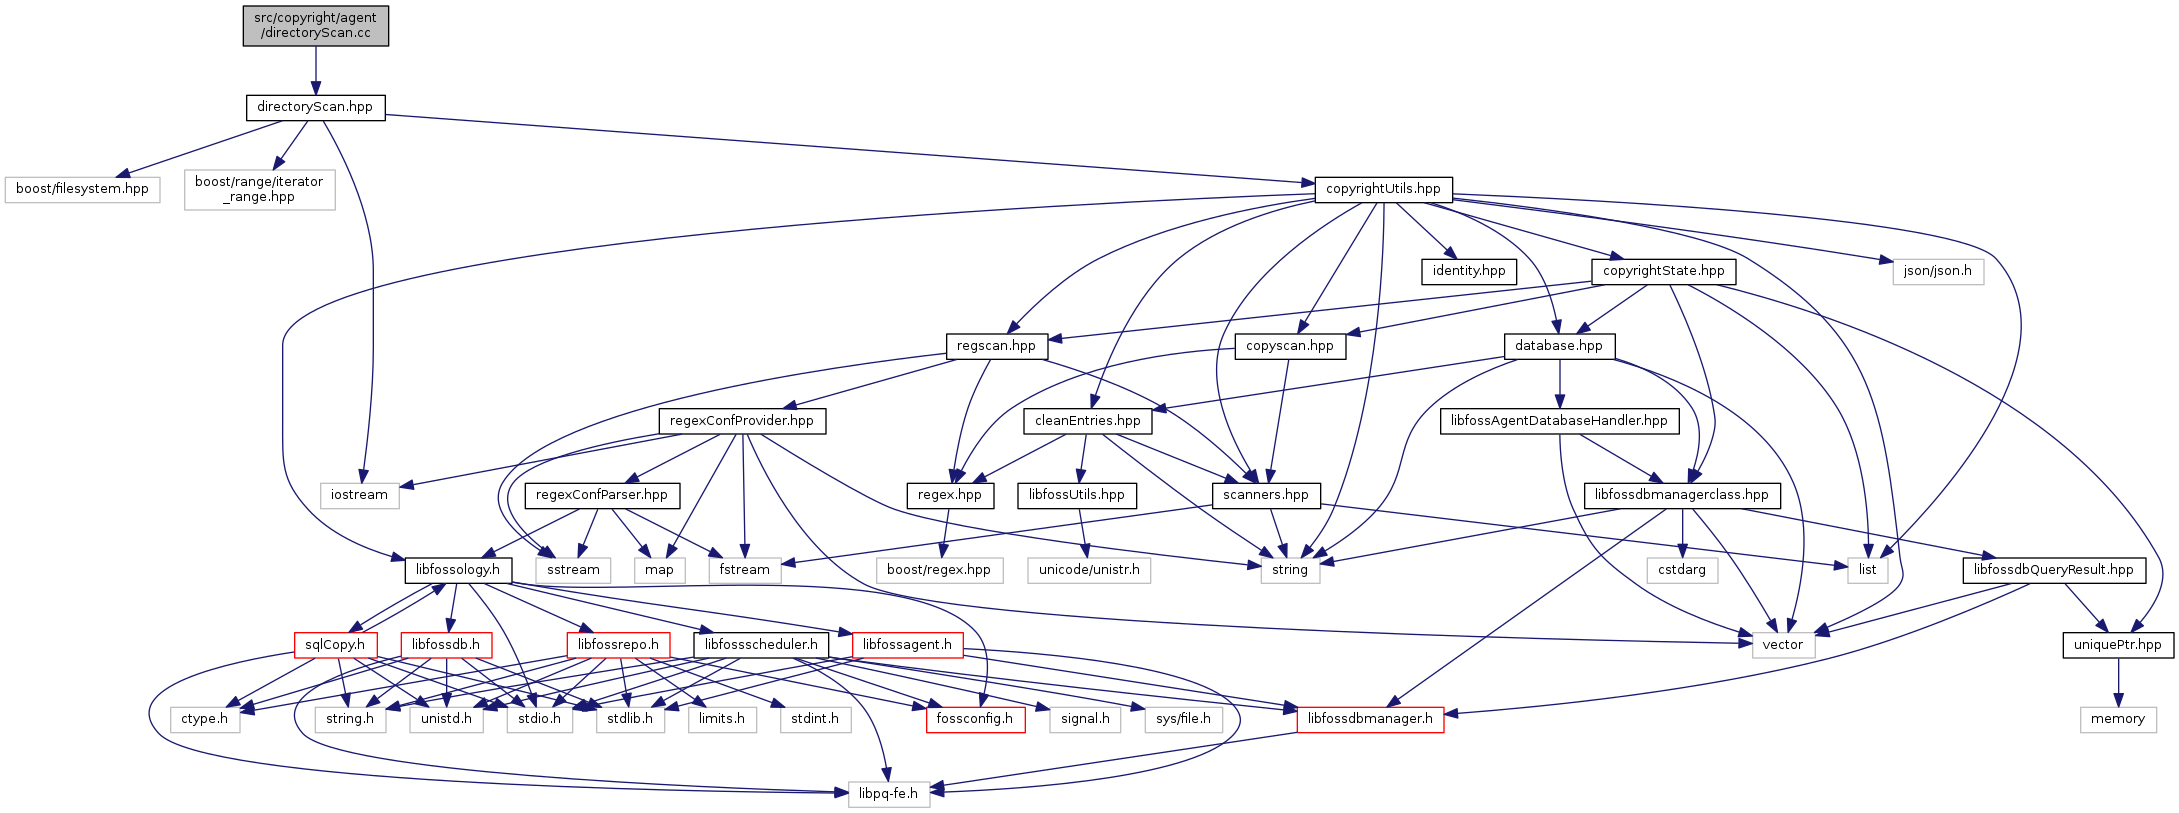 src/copyright/agent
/directoryScan.cc
directoryScan.hpp
boost/filesystem.hpp
boost/range/iterator
_range.hpp
copyrightUtils.hpp
identity.hpp
copyrightState.hpp
json/json.h
regscan.hpp
copyscan.hpp
database.hpp
regexConfProvider.hpp
cleanEntries.hpp
libfossAgentDatabaseHandler.hpp
iostream
regexConfParser.hpp
regex.hpp
libfossUtils.hpp
scanners.hpp
libfossdbmanagerclass.hpp
libfossology.h
sstream
map
fstream
boost/regex.hpp
unicode/unistr.h
string
cstdarg
list
libfossdbQueryResult.hpp
sqlCopy.h
libfossdb.h
libfossrepo.h
libfossscheduler.h
libfossagent.h
vector
uniquePtr.hpp
ctype.h
string.h
unistd.h
stdio.h
stdlib.h
limits.h
stdint.h
fossconfig.h
signal.h
sys/file.h
libfossdbmanager.h
memory
libpq-fe.h